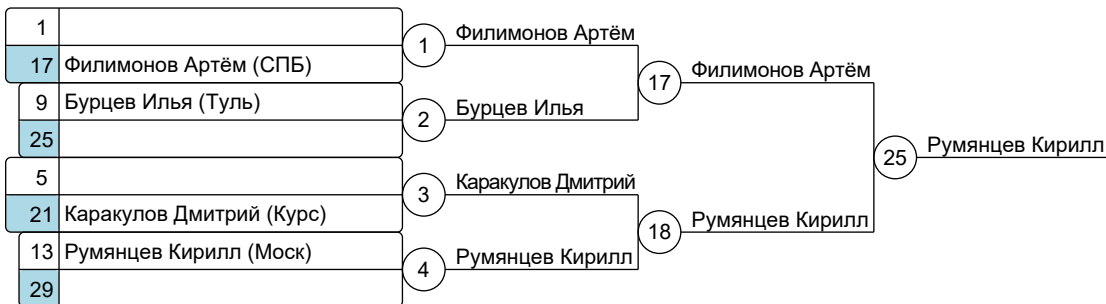 1
17 Филимонов Артём (СПБ)
9 Бурцев Илья (Туль)
25
5
21 Каракулов Дмитрий (Курс)
13 Румянцев Кирилл (Моск)
29
1
2
3
4
Филимонов Артём
Бурцев Илья
Каракулов Дмитрий
Румянцев Кирилл
17
18
Филимонов Артём
Румянцев Кирилл
25
Румянцев Кирилл